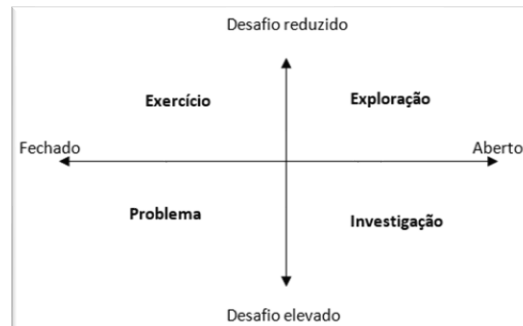 Desafio reduzido
Exercício
Exploração
Fechado
Aberto
Problema
Investigação
Desafio elevado